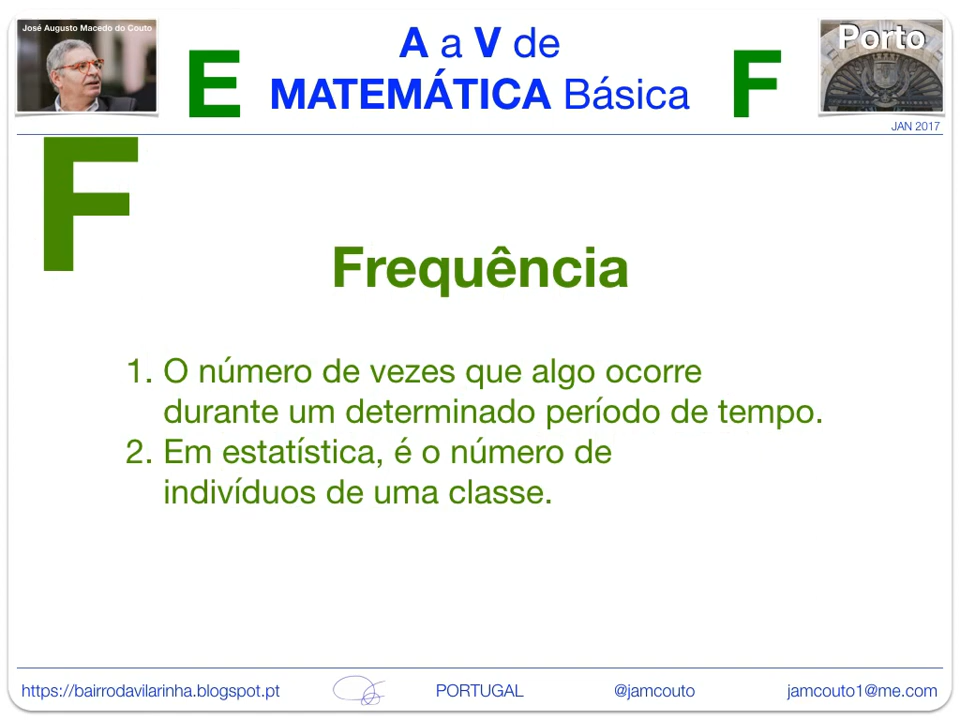 José Augusto Macedo do Couto
E
A a V de
MATEMÁTICA Básica
F
Porto
JAN 2017
F
Frequência
1. O número de vezes que algo ocorre
durante um determinado período de tempo.
2. Em estatística, é o número de
indivíduos de uma classe.
https://bairrodavilarinha.blogspot.pt
PORTUGAL
@jamcouto
jamcouto1@me.com